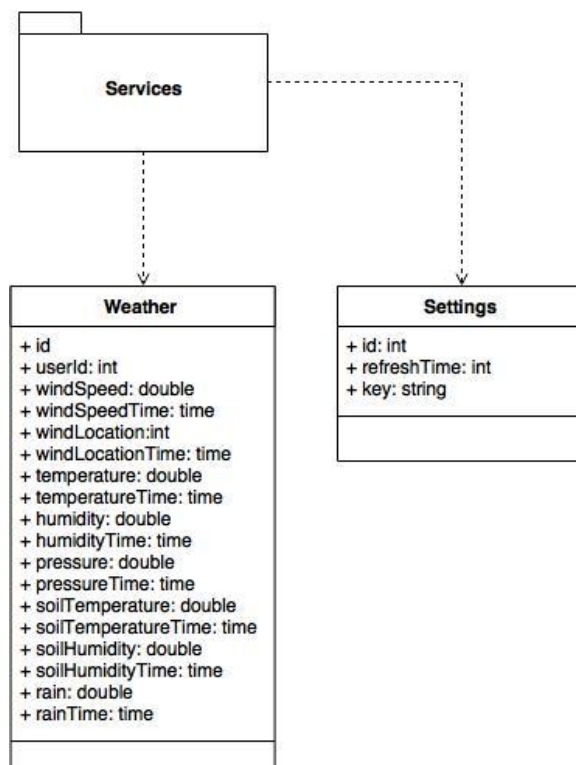 Services
Weather
+ id
+ userId: int
+ windSpeed: double
+ windSpeedTime: time
+ windLocation:int
+ windLocationTime: time
+ temperature: double
+ temperatureTime: time
+ humidity: double
+ humidityTime: time
+ pressure: double
+ pressureTime: time
+ soilTemperature: double
+ soilTemperatureTime: time
+ soilHumidity: double
+ soilHumidityTime: time
+ rain: double
+ rainTime: time
Settings
+ id: int
+ refreshTime: int
+ key: string